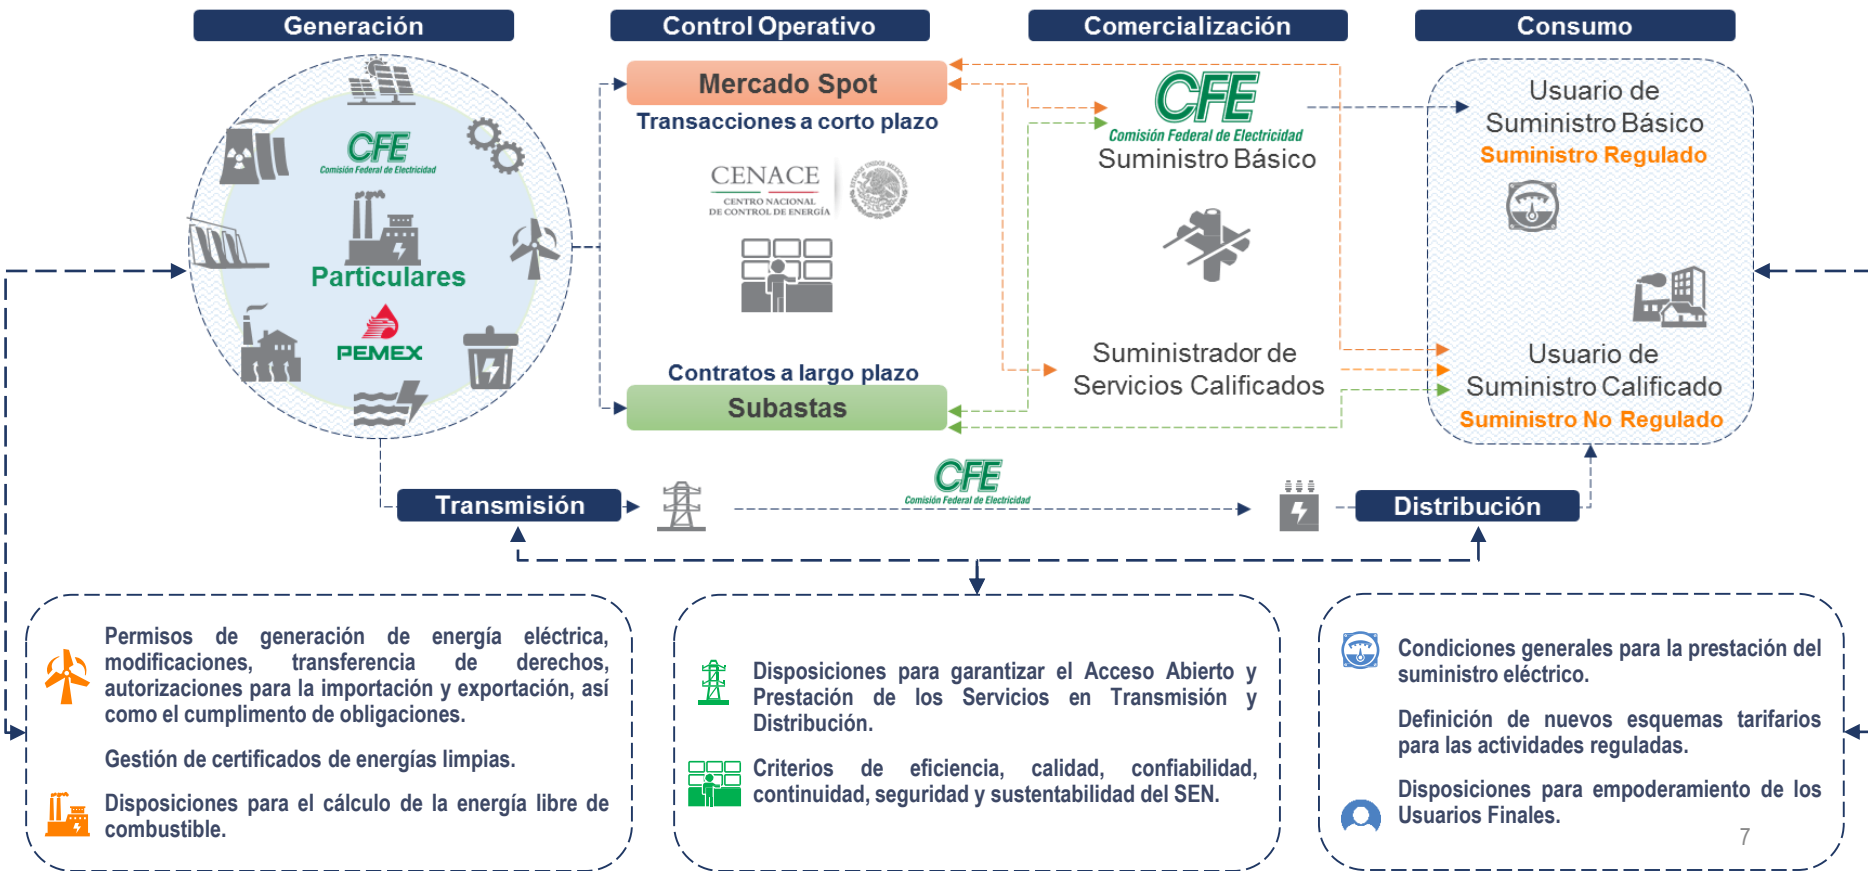 Generación
Control Operativo
Comercialización
Consumo
CFE
Comisión Federal de Electricidad
Particulares
PEMEX
Mercado Spot
Transacciones a corto plazo
CENACE
CENTRO NACIONAL
DE CONTROL DE ENERGÍA
ESTADOS UNIDOS MEXICANOS
Contratos a largo plazo
Subastas
CFE
Comisión Federal de Electricidad
Suministro Básico
Suministrador de
Servicios Calificados
Usuario de
Suministro Básico
Suministro Regulado
Usuario de
Suministro Calificado
Suministro No Regulado
Transmisión
CFE
Comisión Federal de Electricidad
Distribución
Permisos de generación de energía eléctrica,
modificaciones, transferencia de derechos,
autorizaciones para la importación y exportación, así
como el cumplimento de obligaciones.
Gestión de certificados de energías limpias.
Disposiciones para el cálculo de la energía libre de
combustible.
Disposiciones para garantizar el Acceso Abierto y
Prestación de los Servicios en Transmisión y
Distribución.
Criterios de eficiencia, calidad, confiabilidad,
continuidad, seguridad y sustentabilidad del SEN.
Condiciones generales para la prestación del
suministro eléctrico.
Definición de nuevos esquemas tarifarios
para las actividades reguladas.
Disposiciones para empoderamiento de los
Usuarios Finales.
7